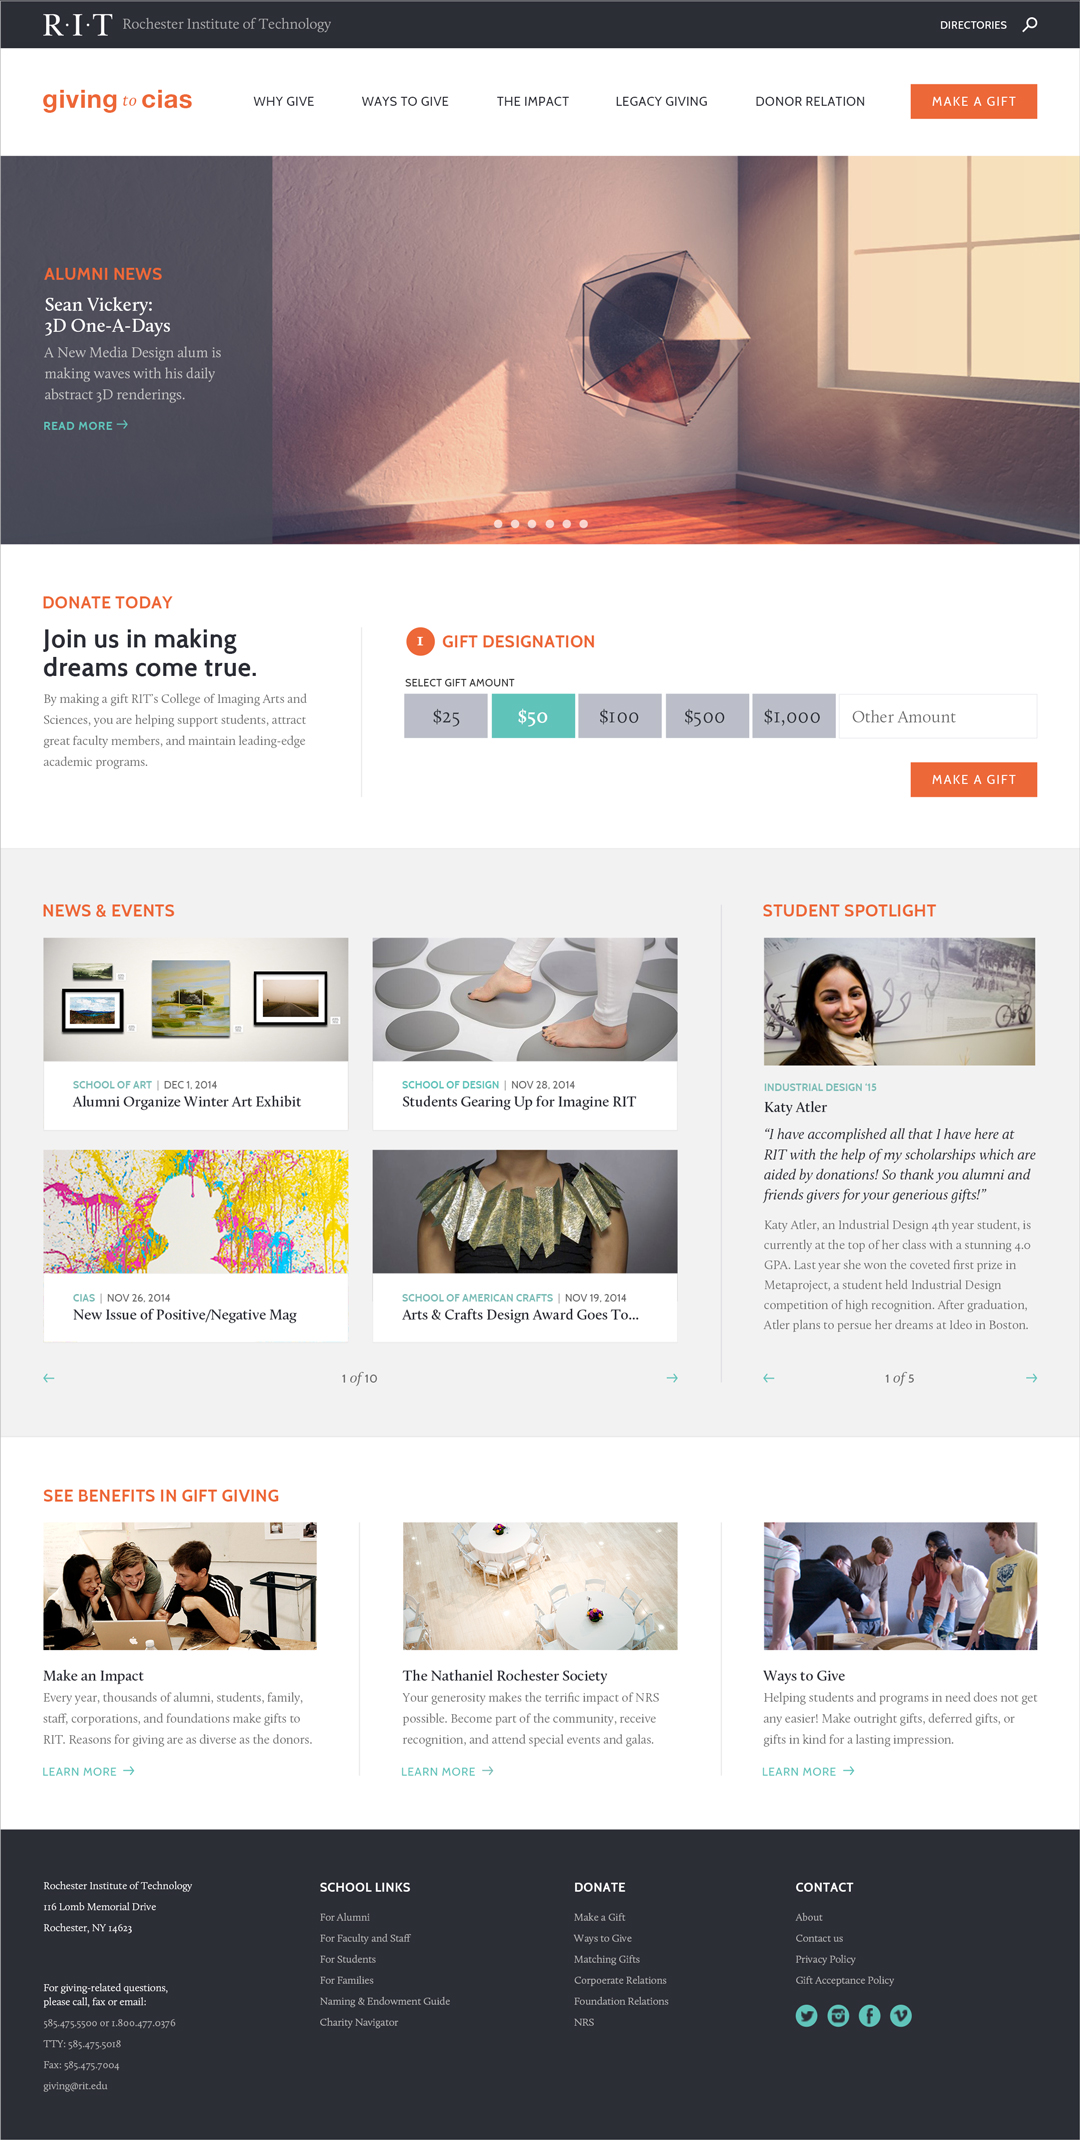 R·I·T Rochester Institute of Technology
DIRECTORIES
giving to cias
WHY GIVE
WAYS TO GIVE
THE IMPACT
LEGACY GIVING
DONOR RELATION
MAKE A GIFT
ALUMNI NEWS
Sean Vickery:
3D One-A-Days
A New Media Design alum is
making waves with his daily
abstract 3D renderings.
READ MORE →
DONATE TODAY
Join us in making
dreams come true.
By making a gift RIT's College of Imaging Arts and
Sciences, you are helping support students, attract
great faculty members, and maintain leading-edge
academic programs.
1 GIFT DESIGNATION
SELECT GIFT AMOUNT
$25
$50
$100
$500
$1,000
Other Amount
MAKE A GIFT
NEWS & EVENTS
SCHOOL OF ART | DEC 1, 2014
Alumni Organize Winter Art Exhibit
SCHOOL OF DESIGN | NOV 28, 2014
Students Gearing Up for Imagine RIT
CIAS | NOV 26, 2014
New Issue of Positive/Negative Mag
SCHOOL OF AMERICAN CRAFTS | NOV 19, 2014
Arts & Crafts Design Award Goes To...
← 1 of 10 →
STUDENT SPOTLIGHT
INDUSTRIAL DESIGN '15
Katy Atler
“I have accomplished all that I have here at
RIT with the help of my scholarships which are
aided by donations! So thank you alumni and
friends givers for your generious gifts!”
Katy Atler, an Industrial Design 4th year student, is
currently at the top of her class with a stunning 4.0
GPA. Last year she won the coveted first prize in
Metaproject, a student held Industrial Design
competition of high recognition. After graduation,
Atler plans to persue her dreams at Ideo in Boston.
← 1 of 5 →
SEE BENEFITS IN GIFT GIVING
Make an Impact
Every year, thousands of alumni, students, family,
staff, corporations, and foundations make gifts to
RIT. Reasons for giving are as diverse as the donors.
LEARN MORE →
The Nathaniel Rochester Society
Your generosity makes the terrific impact of NRS
possible. Become part of the community, receive
recognition, and attend special events and galas.
LEARN MORE →
Ways to Give
Helping students and programs in need does not get
any easier! Make outright gifts, deferred gifts, or
gifts in kind for a lasting impression.
LEARN MORE →
Rochester Institute of Technology
116 Lomb Memorial Drive
Rochester, NY 14623
For giving-related questions,
please call, fax or email:
585.475.5500 or 1.800.477.0376
TTY: 585.475.5018
Fax: 585.475.7004
giving@rit.edu
SCHOOL LINKS
For Alumni
For Faculty and Staff
For Students
For Families
Naming & Endowment Guide
Charity Navigator
DONATE
Make a Gift
Ways to Give
Matching Gifts
Corpoerate Relations
Foundation Relations
NRS
CONTACT
About
Contact us
Privacy Policy
Gift Acceptance Policy